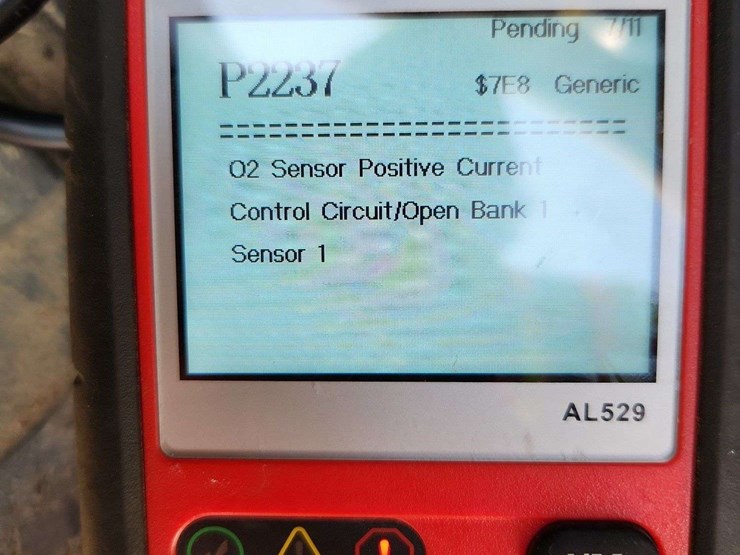 Pending 7/11
P2237 $7E8 Generic
================================
O2 Sensor Positive Current
Control Circuit/Open Bank 1
Sensor 1
AL529